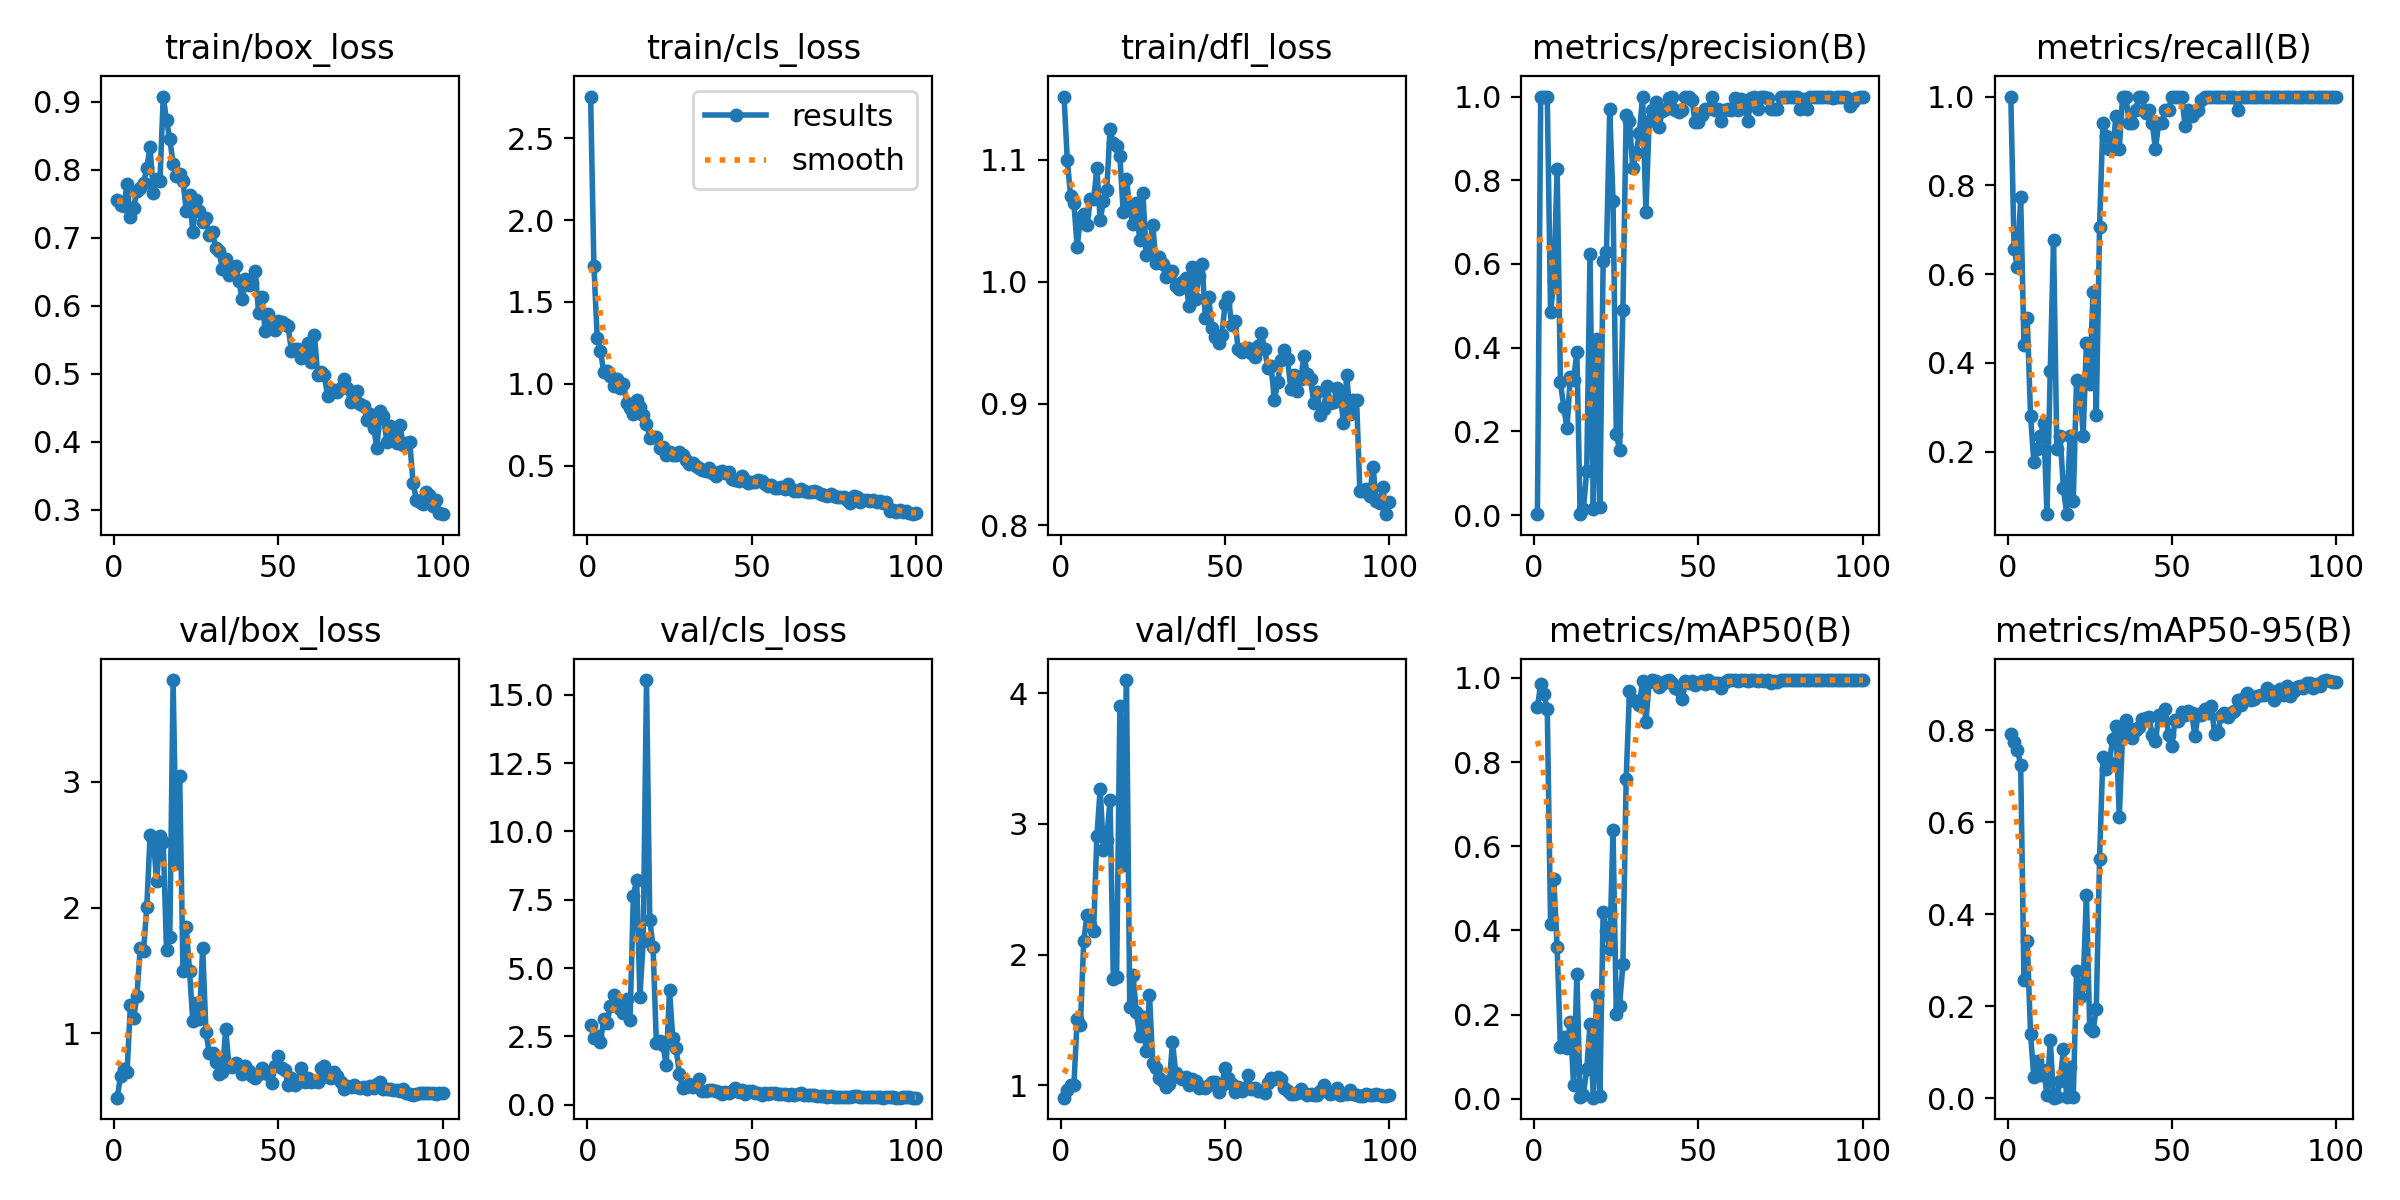 train/box_loss
train/cls_loss
train/dfl_loss
metrics/precision(B)
metrics/recall(B)
0.9
0.8
0.7
0.6
0.5
0.4
0.3
0 50 100
results
smooth
2.5
2.0
1.5
1.0
0.5
0 50 100
1.1
1.0
0.9
0.8
0 50 100
1.0
0.8
0.6
0.4
0.2
0.0
0 50 100
1.0
0.8
0.6
0.4
0.2
0 50 100
val/box_loss
val/cls_loss
val/dfl_loss
metrics/mAP50(B)
metrics/mAP50-95(B)
3
2
1
0 50 100
15.0
12.5
10.0
7.5
5.0
2.5
0.0
0 50 100
4
3
2
1
0 50 100
1.0
0.8
0.6
0.4
0.2
0.0
0 50 100
0.8
0.6
0.4
0.2
0.0
0 50 100